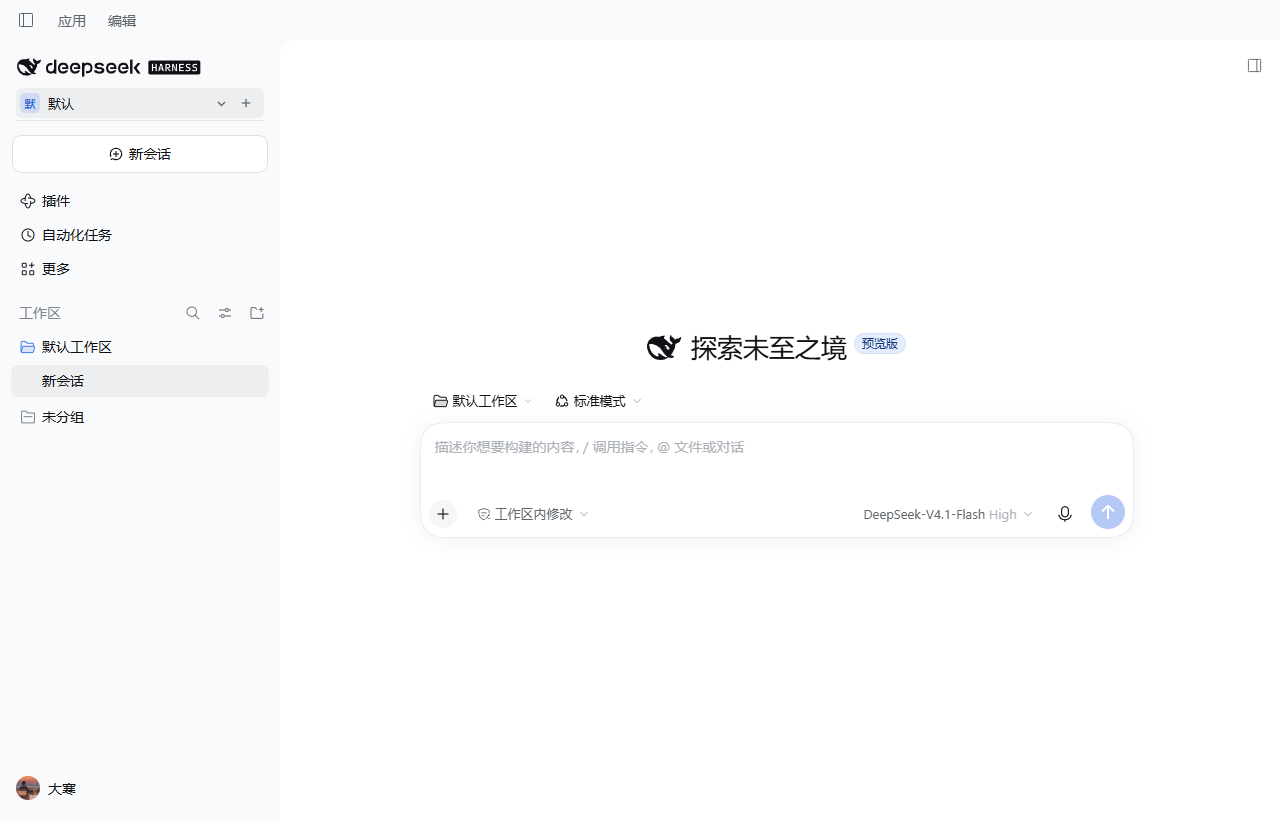 应用 编辑
deepseek HARNESS
默 默认
新会话
插件
自动化任务
更多
工作区
默认工作区
新会话
未分组
大寒
探索未至之境 预览版
默认工作区 标准模式
描述你想要构建的内容, / 调用指令, @ 文件或对话
工作区内修改 DeepSeek-V4.1-Flash High